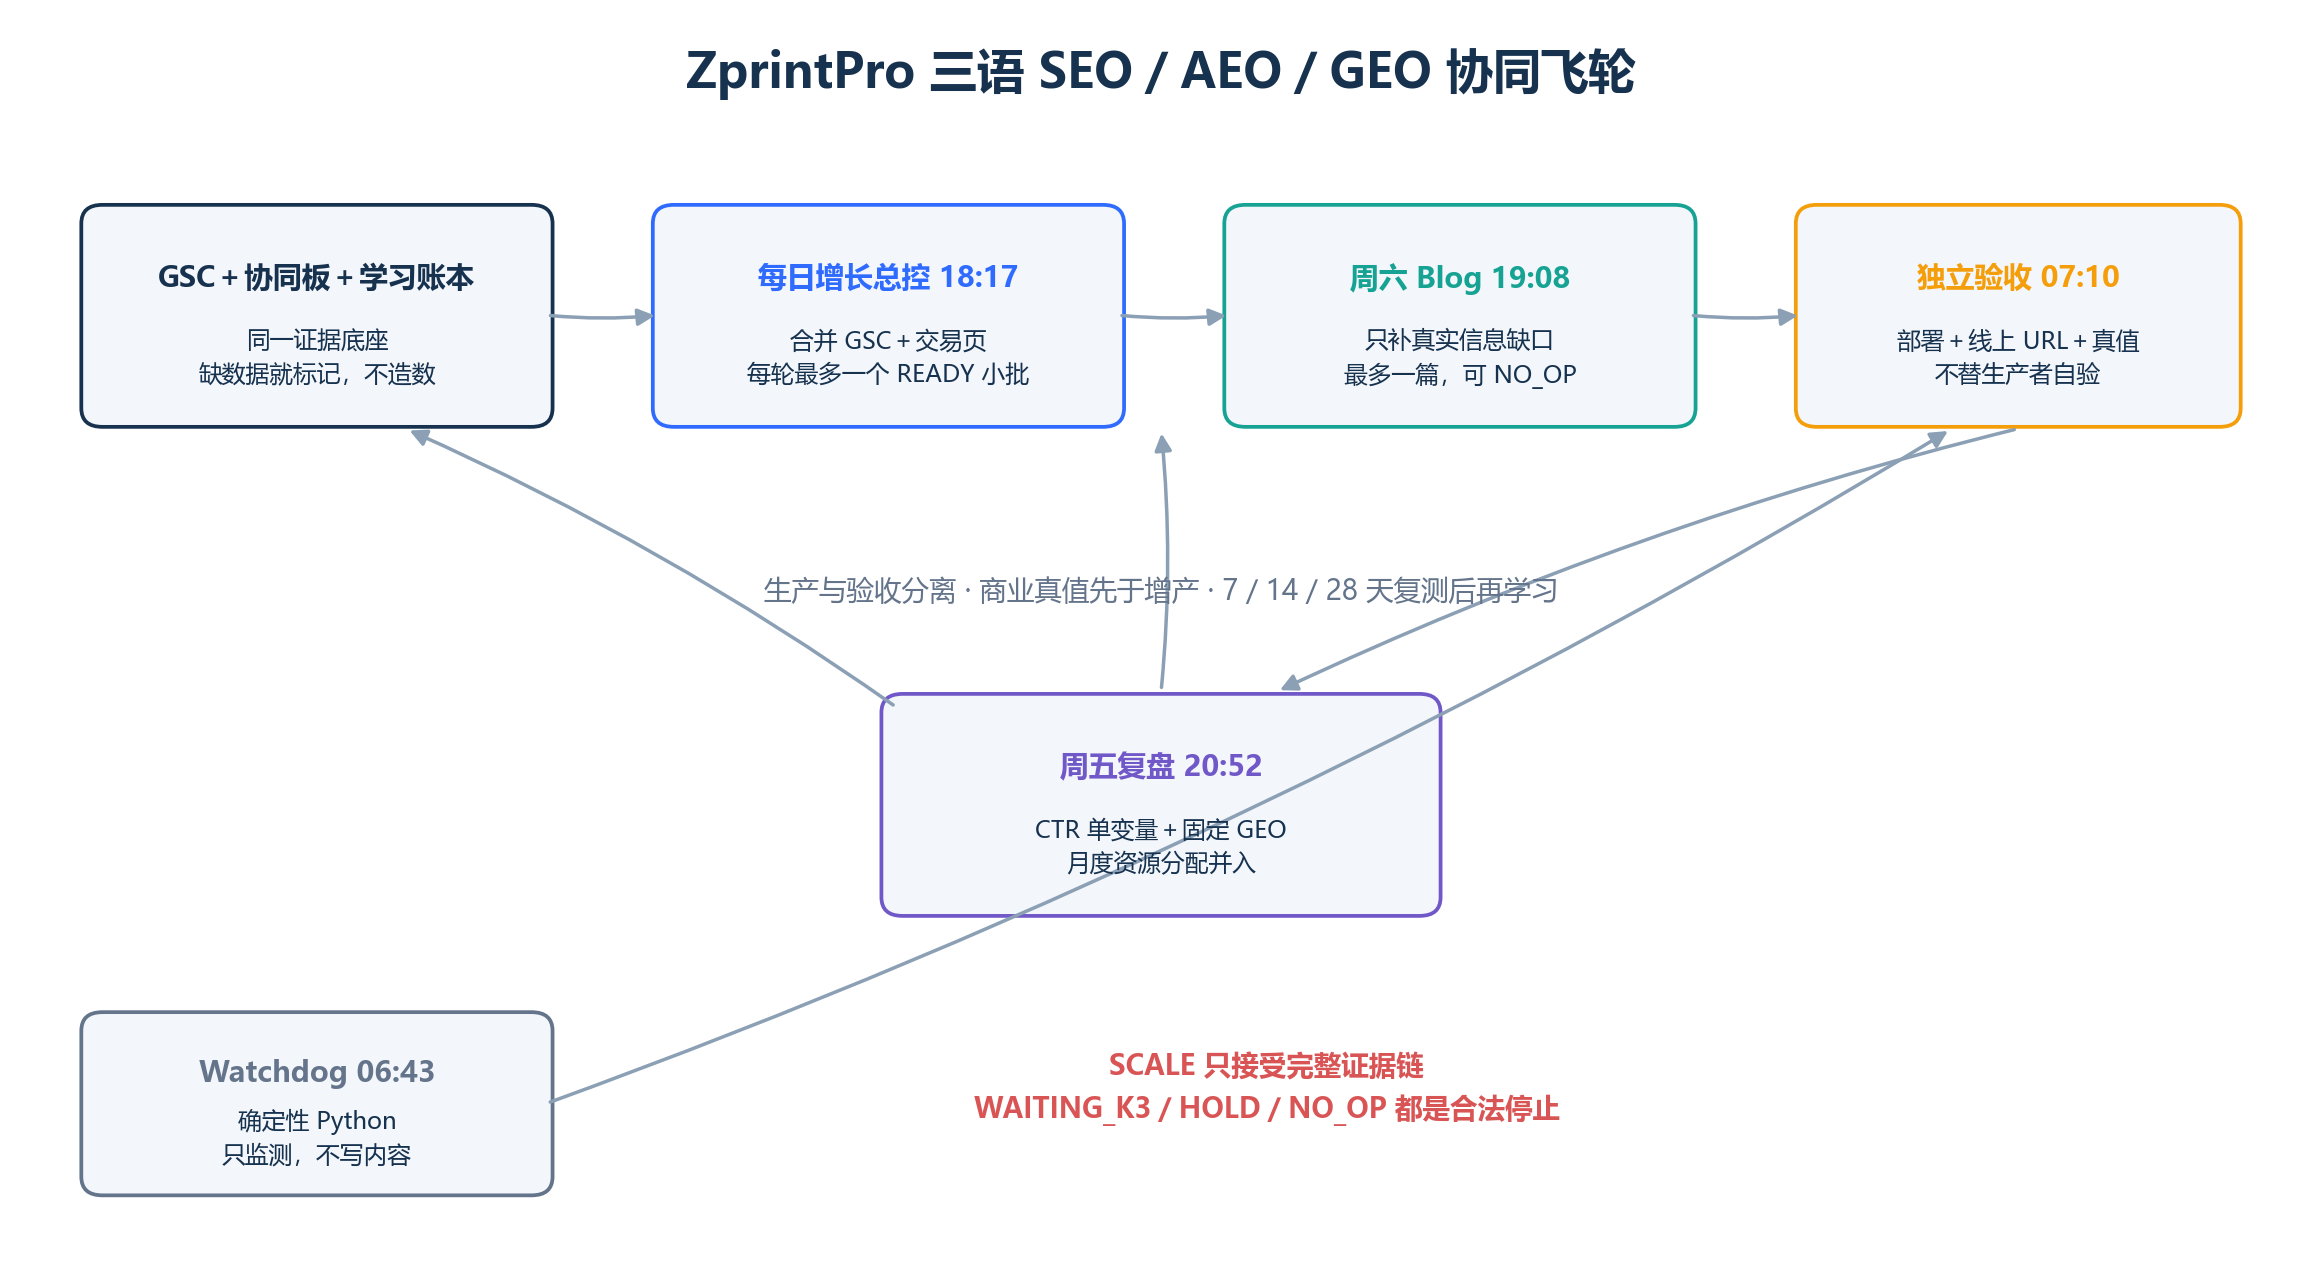 ZprintPro 三语 SEO / AEO / GEO 协同飞轮
GSC + 协同板 + 学习账本
同一证据底座
缺数据就标记，不造数
每日增长总控 18:17
合并 GSC + 交易页
每轮最多一个 READY 小批
周六 Blog 19:08
只补真实信息缺口
最多一篇，可 NO_OP
独立验收 07:10
部署 + 线上 URL + 真值
不替生产者自验
生产与验收分离 · 商业真值先于增产 · 7 / 14 / 28 天复测后再学习
周五复盘 20:52
CTR 单变量 + 固定 GEO
月度资源分配并入
Watchdog 06:43
确定性 Python
只监测，不写内容
SCALE 只接受完整证据链
WAITING_K3 / HOLD / NO_OP 都是合法停止